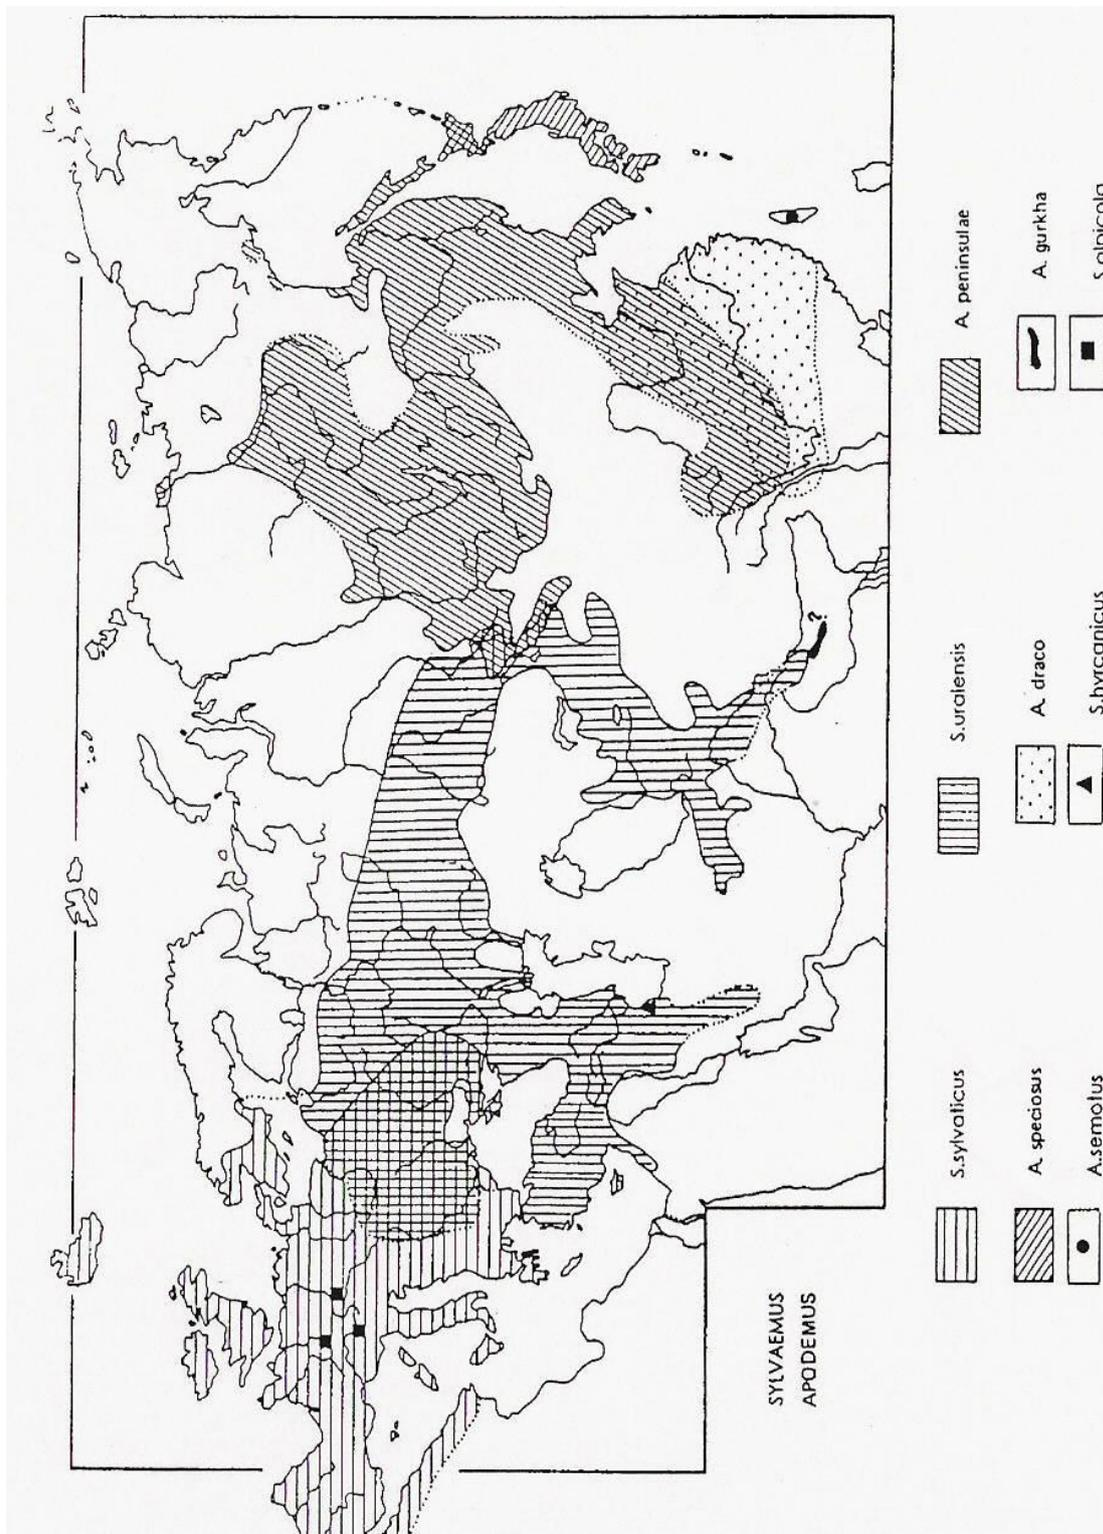 ?
SYLVAEMUS
APODEMUS
S.sylvaticus S.uralensis A. peninsulae
A. speciosus A. draco A. gurkha
A.semotus S.hyrcanicus S.alpicola